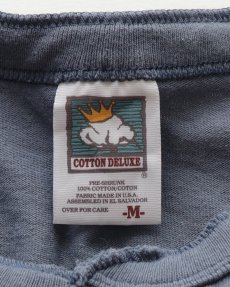 COTTON DELUXE
®
PRE-SHRUNK
100% COTTON/COTON
FABRIC MADE IN U.S.A.
ASSEMBLED IN EL SALVADOR
OVER FOR CARE -M-